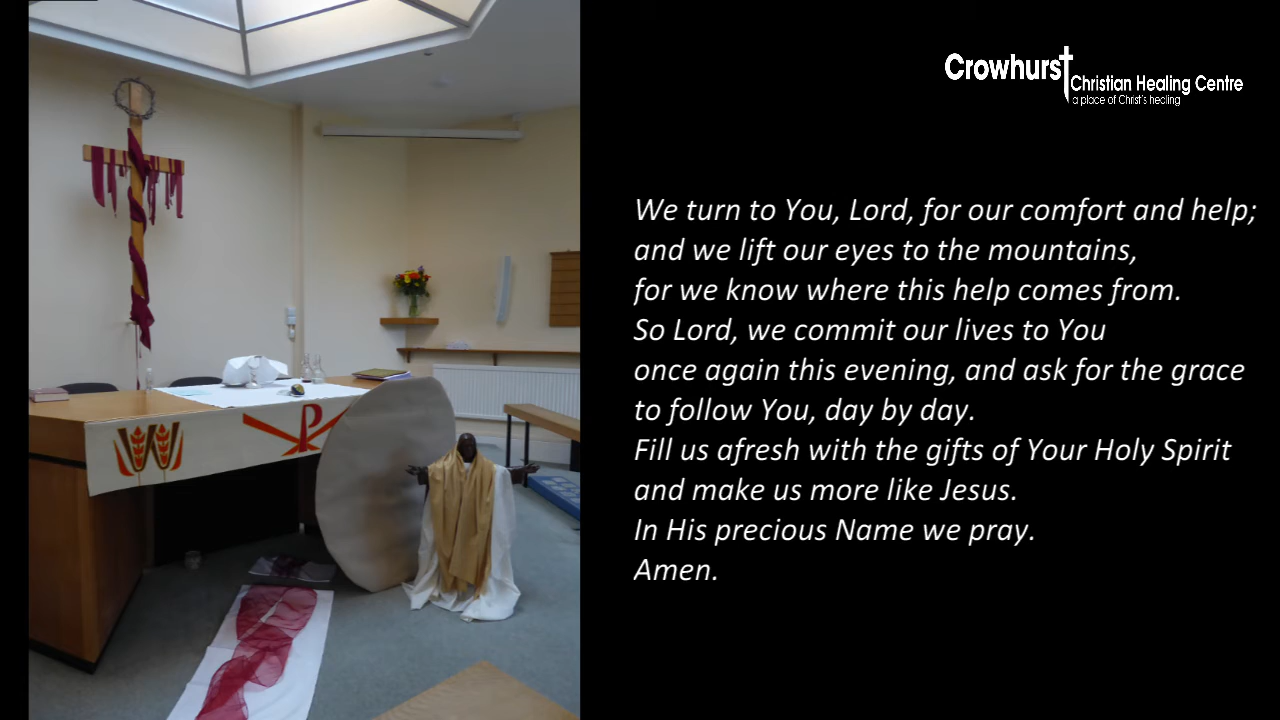 Crowhurst
Christian Healing Centre
a place of Christ's healing
We turn to You, Lord, for our comfort and help;
and we lift our eyes to the mountains,
for we know where this help comes from.
So Lord, we commit our lives to You
once again this evening, and ask for the grace
to follow You, day by day.
Fill us afresh with the gifts of Your Holy Spirit
and make us more like Jesus.
In His precious Name we pray.
Amen.